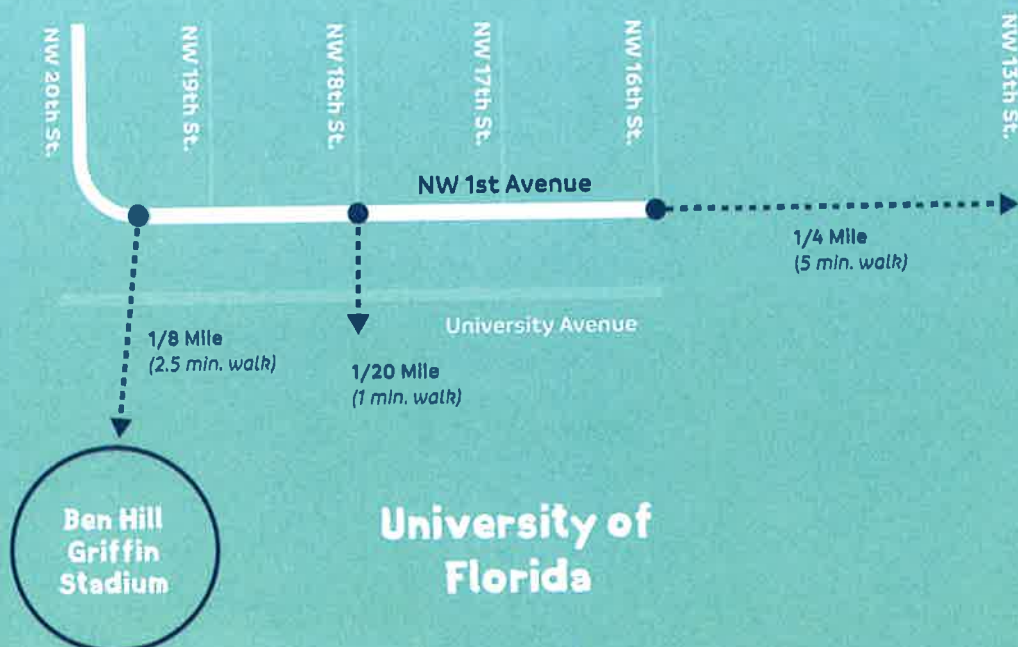 NW 20th St.
NW 19th St.
NW 18th St.
NW 17th St.
NW 16th St.
NW 13th St.
NW 1st Avenue
1/4 Mile
(5 min. walk)
University Avenue
1/8 Mile
(2.5 min. walk)
1/20 Mile
(1 min. walk)
Ben Hill
Griffin
Stadium
University of
Florida